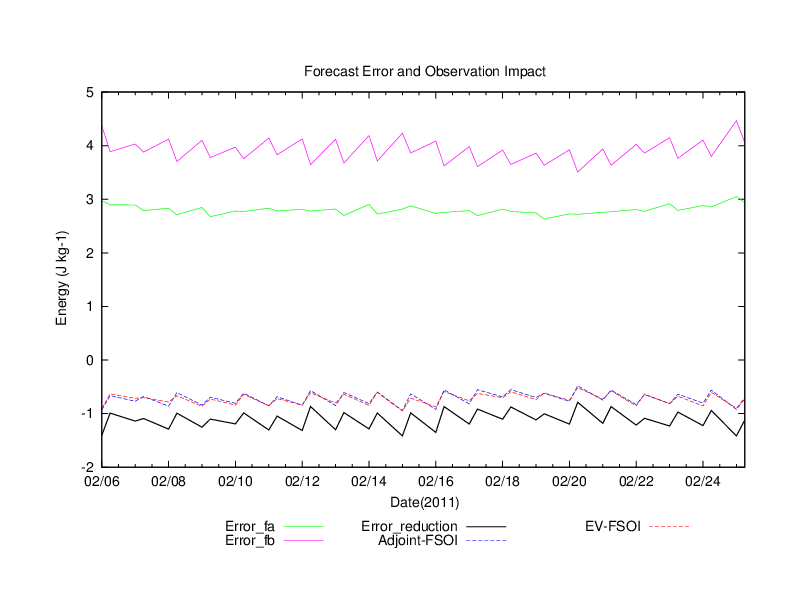 Forecast Error and Observation Impact
5
4
3
2
1
0
-1
-2
Energy (J kg-1)
02/06 02/08 02/10 02/12 02/14 02/16 02/18 02/20 02/22 02/24
Date(2011)
Error_fa Error_reduction EV-FSOI
Error_fb Adjoint-FSOI